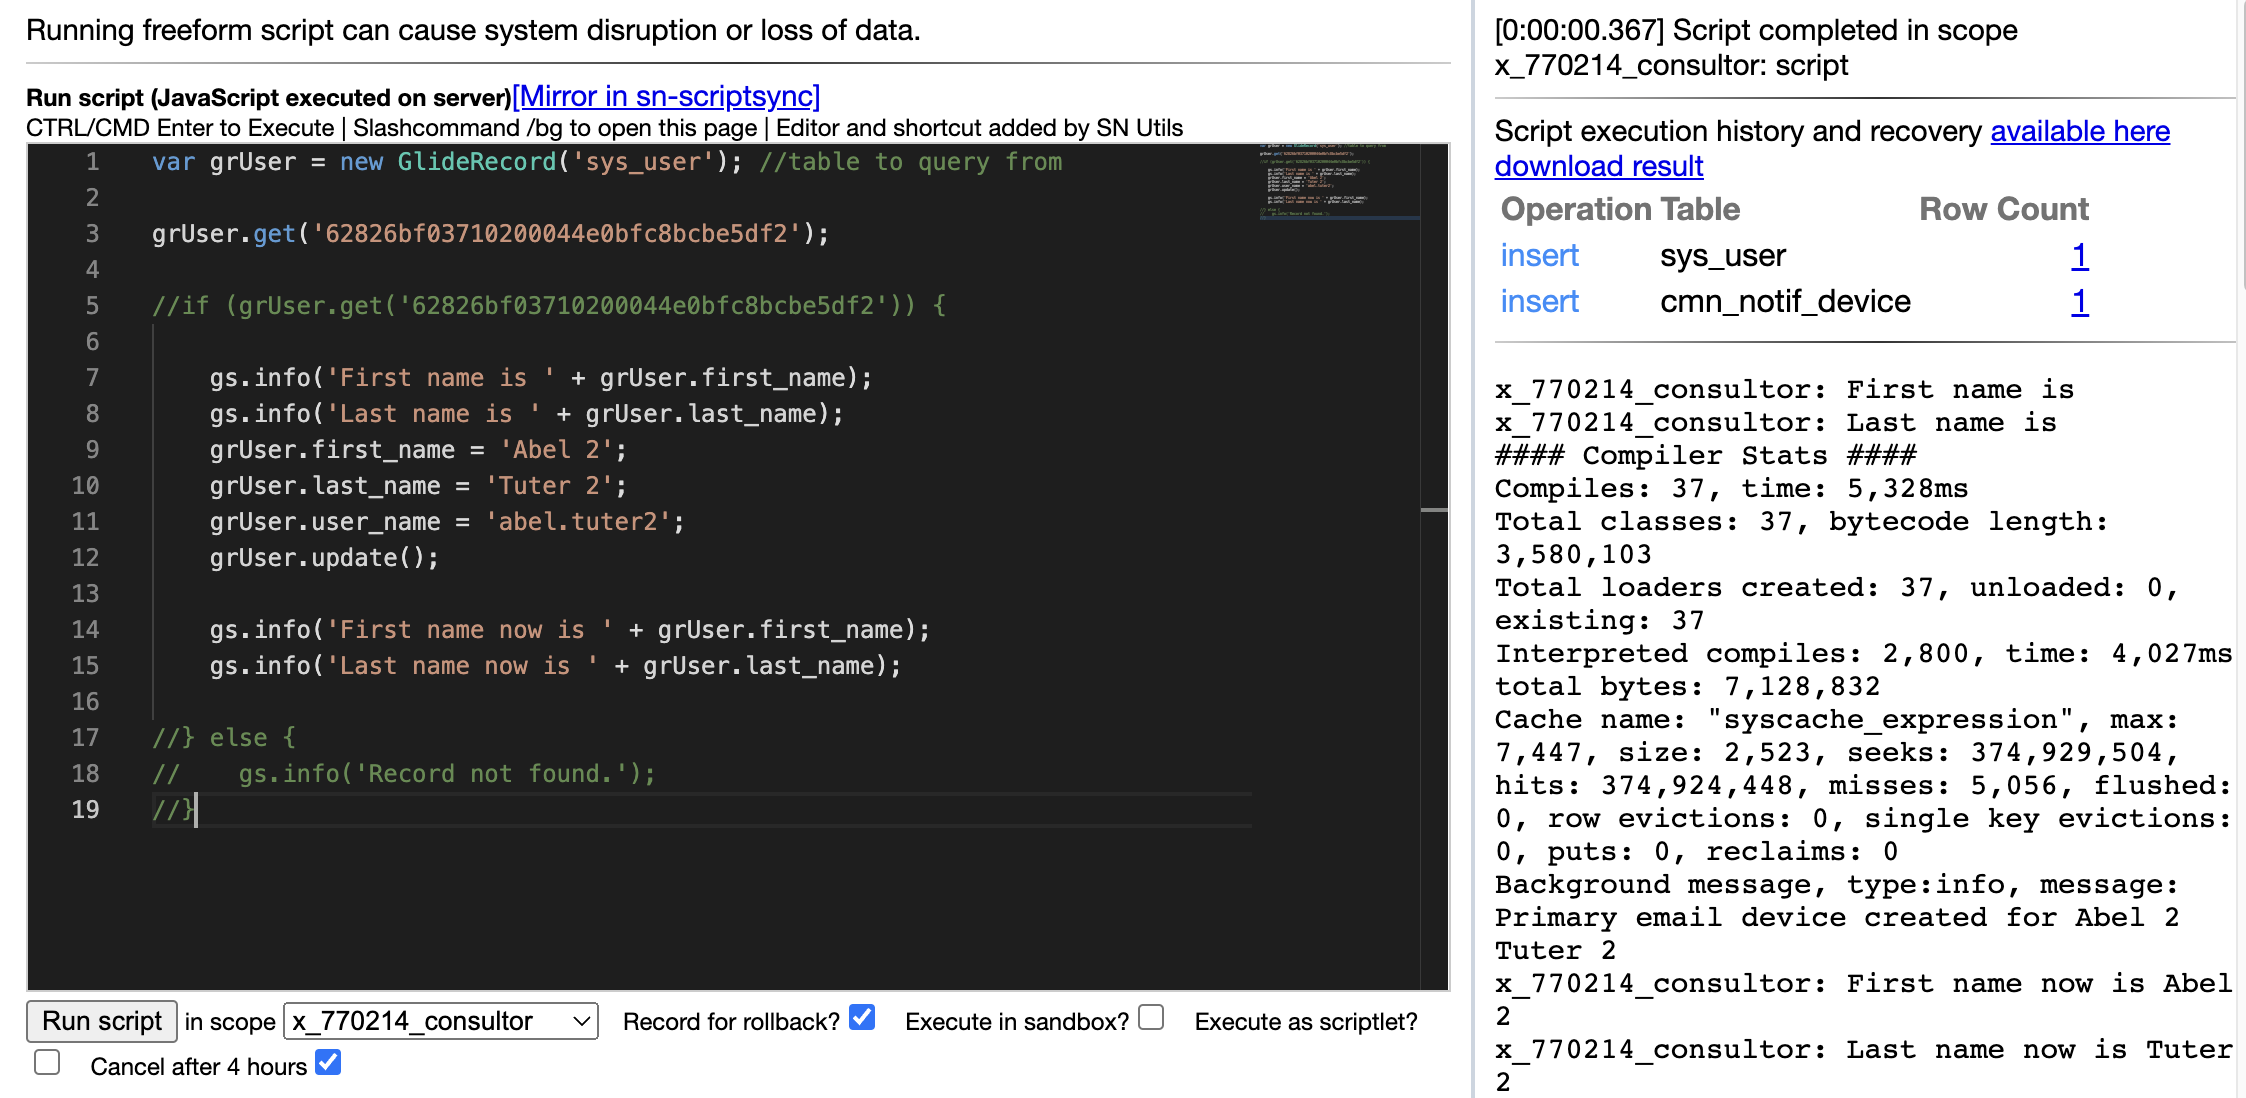 Running freeform script can cause system disruption or loss of data.
Run script (JavaScript executed on server)[Mirror in sn-scriptsync]
CTRL/CMD Enter to Execute | Slashcommand /bg to open this page | Editor and shortcut added by SN Utils
1 var grUser = new GlideRecord('sys_user'); //table to query from
2
3 grUser.get('62826bf03710200044e0bfc8bcbe5df2');
4
5 //if (grUser.get('62826bf03710200044e0bfc8bcbe5df2')) {
6
7 gs.info('First name is ' + grUser.first_name);
8 gs.info('Last name is ' + grUser.last_name);
9 grUser.first_name = 'Abel 2';
10 grUser.last_name = 'Tuter 2';
11 grUser.user_name = 'abel.tuter2';
12 grUser.update();
13
14 gs.info('First name now is ' + grUser.first_name);
15 gs.info('Last name now is ' + grUser.last_name);
16
17 //} else {
18 //    gs.info('Record not found.');
19 //}
Run script in scope x_770214_consultor Record for rollback? Execute in sandbox? Execute as scriptlet?
Cancel after 4 hours
[0:00:00.367] Script completed in scope
x_770214_consultor: script
Script execution history and recovery available here
download result
Operation Table Row Count
insert sys_user 1
insert cmn_notif_device 1
x_770214_consultor: First name is
x_770214_consultor: Last name is
#### Compiler Stats ####
Compiles: 37, time: 5,328ms
Total classes: 37, bytecode length:
3,580,103
Total loaders created: 37, unloaded: 0,
existing: 37
Interpreted compiles: 2,800, time: 4,027ms
total bytes: 7,128,832
Cache name: "syscache_expression", max:
7,447, size: 2,523, seeks: 374,929,504,
hits: 374,924,448, misses: 5,056, flushed:
0, row evictions: 0, single key evictions:
0, puts: 0, reclaims: 0
Background message, type:info, message:
Primary email device created for Abel 2
Tuter 2
x_770214_consultor: First name now is Abel
2
x_770214_consultor: Last name now is Tuter
2